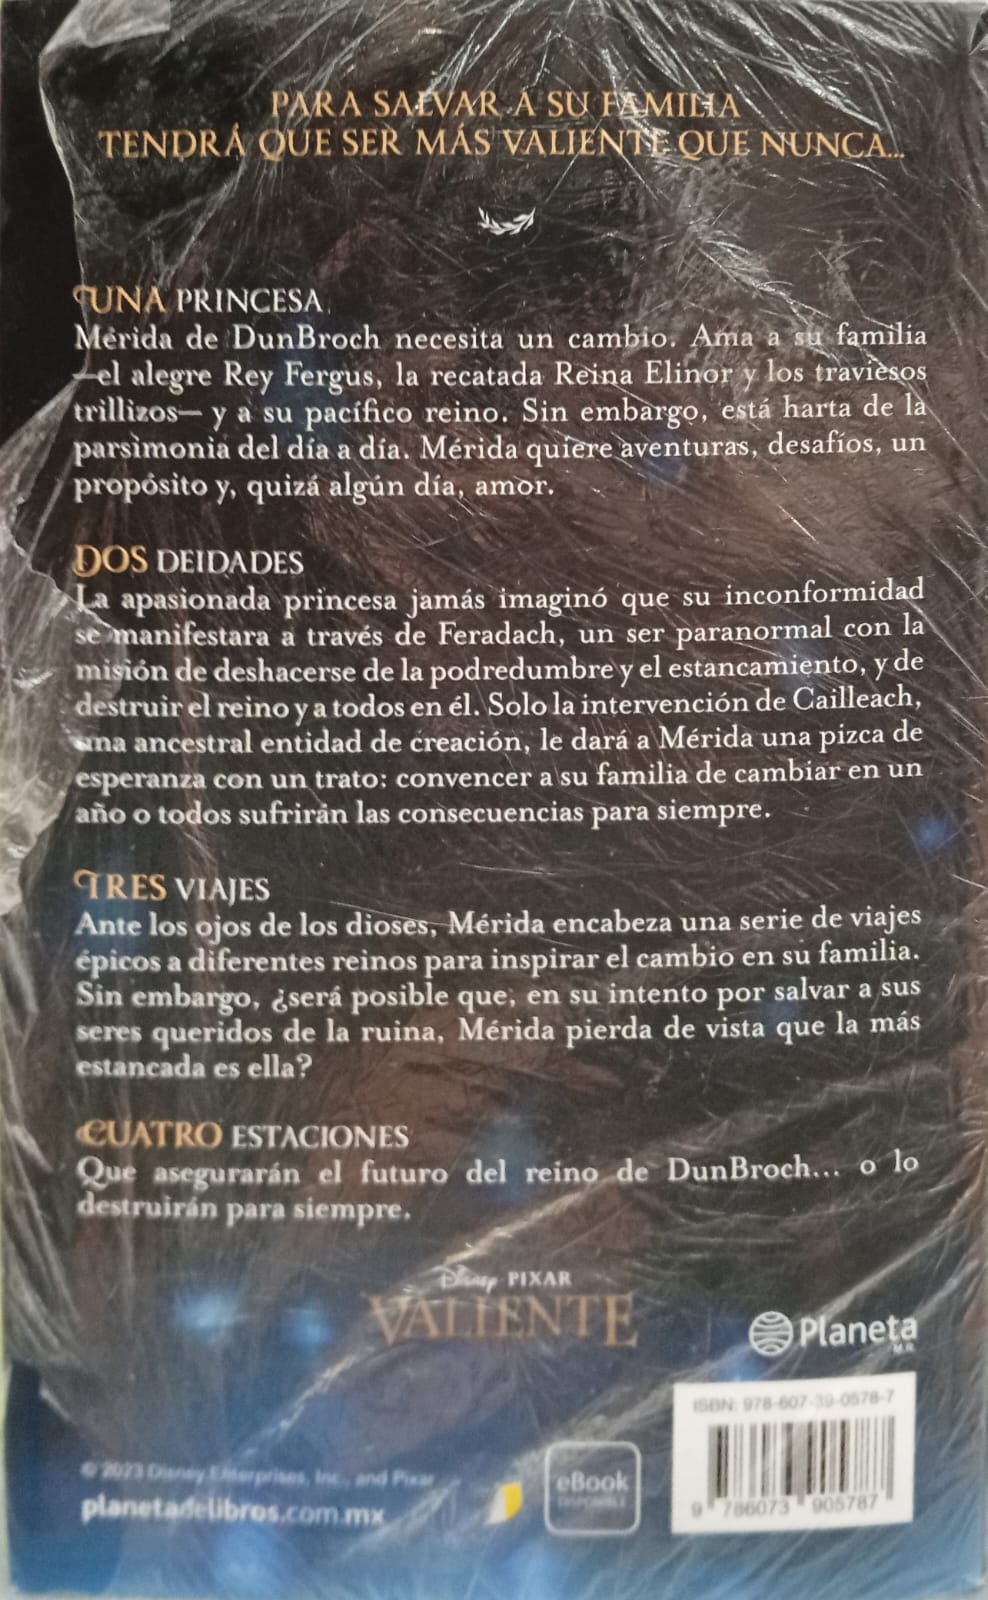 PARA SALVAR A SU FAMILIA
TENDRÁ QUE SER MÁS VALIENTE QUE NUNCA...
UNA PRINCESA
Mérida de DunBroch necesita un cambio. Ama a su familia
—el alegre Rey Fergus, la recatada Reina Elinor y los traviesos
trillizos— y a su pacífico reino. Sin embargo, está harta de la
parsimonia del día a día. Mérida quiere aventuras, desafíos, un
propósito y, quizá algún día, amor.
DOS DEIDADES
La apasionada princesa jamás imaginó que su inconformidad
se manifestara a través de Feradach, un ser paranormal con la
misión de deshacerse de la podredumbre y el estancamiento, y de
destruir el reino y a todos en él. Solo la intervención de Cailleach,
una ancestral entidad de creación, le dará a Mérida una pizca de
esperanza con un trato: convencer a su familia de cambiar en un
año o todos sufrirán las consecuencias para siempre.
TRES VIAJES
Ante los ojos de los dioses, Mérida encabeza una serie de viajes
épicos a diferentes reinos para inspirar el cambio en su familia.
Sin embargo, ¿será posible que, en su intento por salvar a sus
seres queridos de la ruina, Mérida pierda de vista que la más
estancada es ella?
CUATRO ESTACIONES
Que asegurarán el futuro del reino de DunBroch... o lo
destruirán para siempre.
Disney PIXAR
VALIENTE
Planeta
M.R.
ISBN: 978-607-39-0578-7
© 2023 Disney Enterprises, Inc., and Pixar
planetadelibros.com.mx
eBook
DISPONIBLE
9 786073 905787